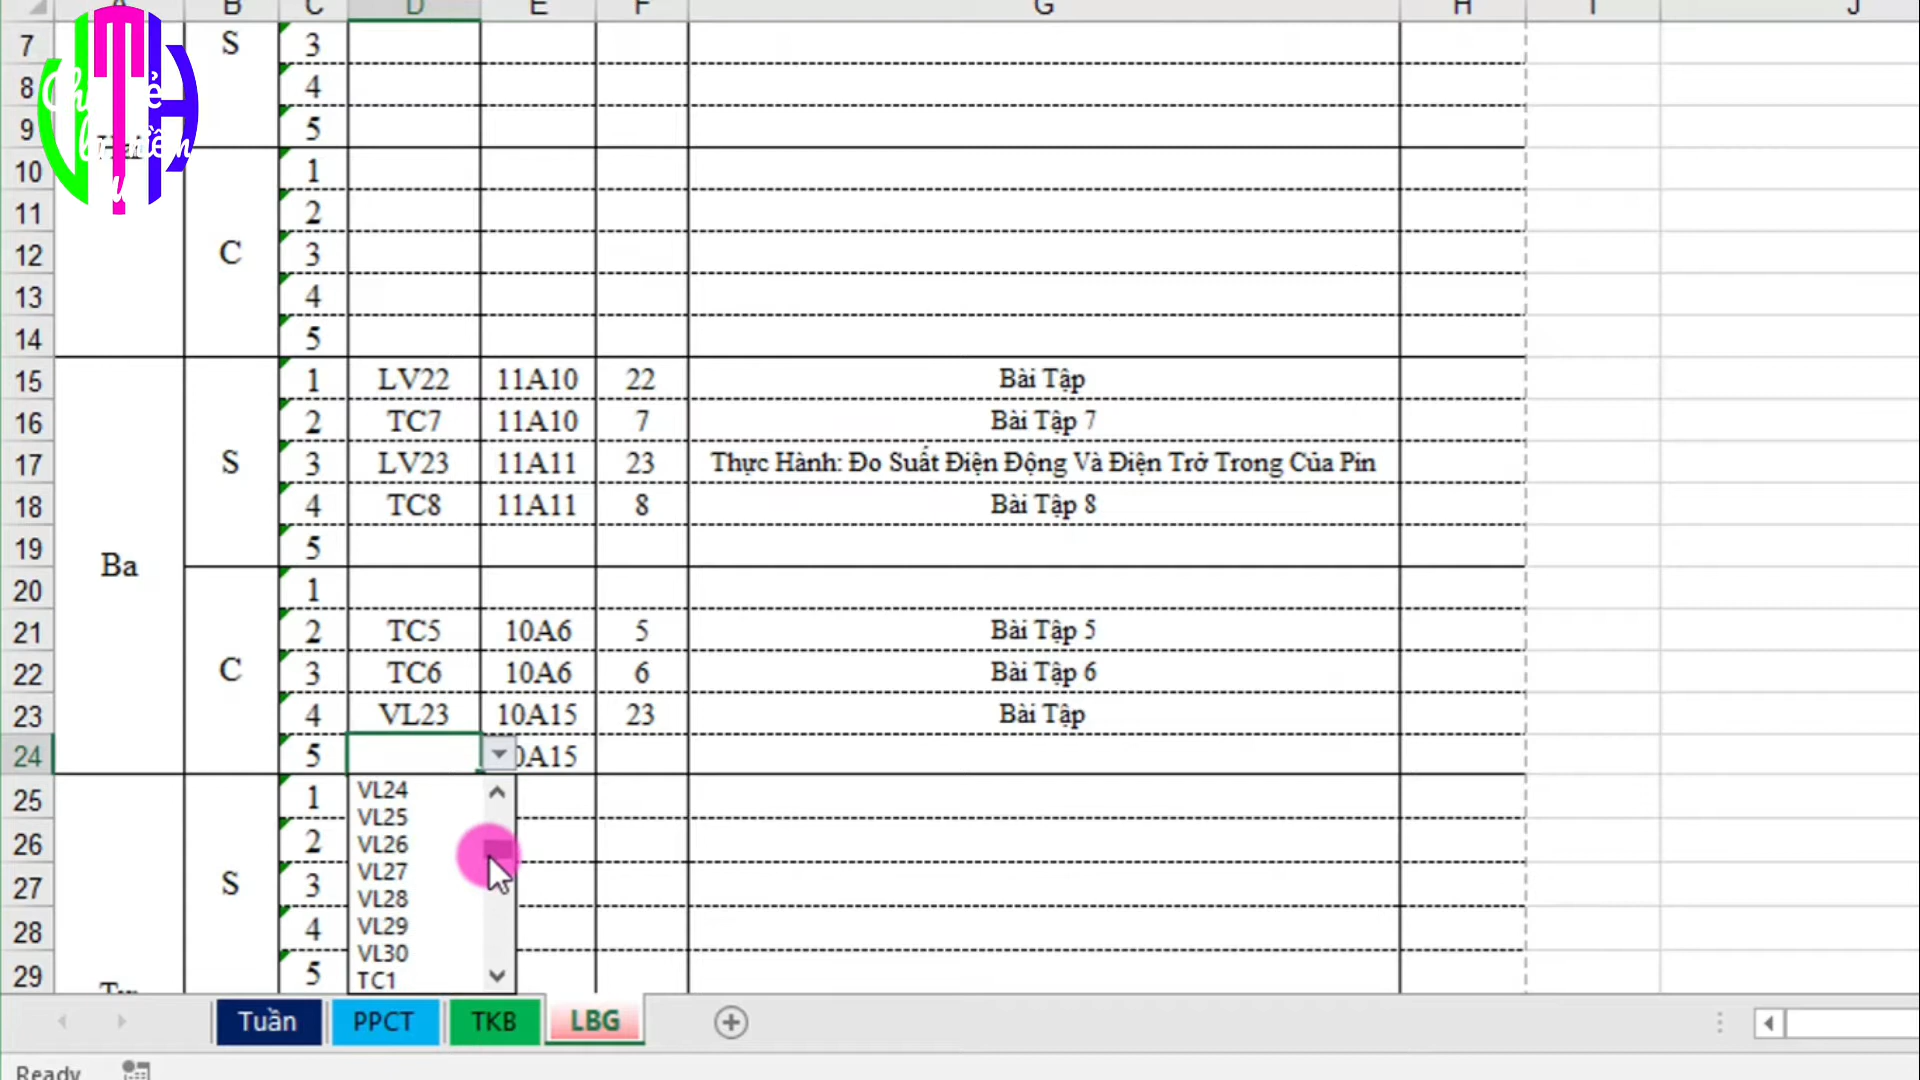 A B C D E F G H I J
7 S 3
8 4
9 5
10 1
11 2
12 C 3
13 4
14 5
15 1 LV22 11A10 22 Bài Tập
16 2 TC7 11A10 7 Bài Tập 7
17 S 3 LV23 11A11 23 Thực Hành: Đo Suất Điện Động Và Điện Trở Trong Của Pin
18 4 TC8 11A11 8 Bài Tập 8
19 5
Ba
20 1
21 2 TC5 10A6 5 Bài Tập 5
22 C 3 TC6 10A6 6 Bài Tập 6
23 4 VL23 10A15 23 Bài Tập
24 5 0A15
25 1 VL24
VL25
26 2 VL26
27 S 3 VL27
VL28
28 4 VL29
29 5 VL30
TC1
Tuần PPCT TKB LBG
Ready